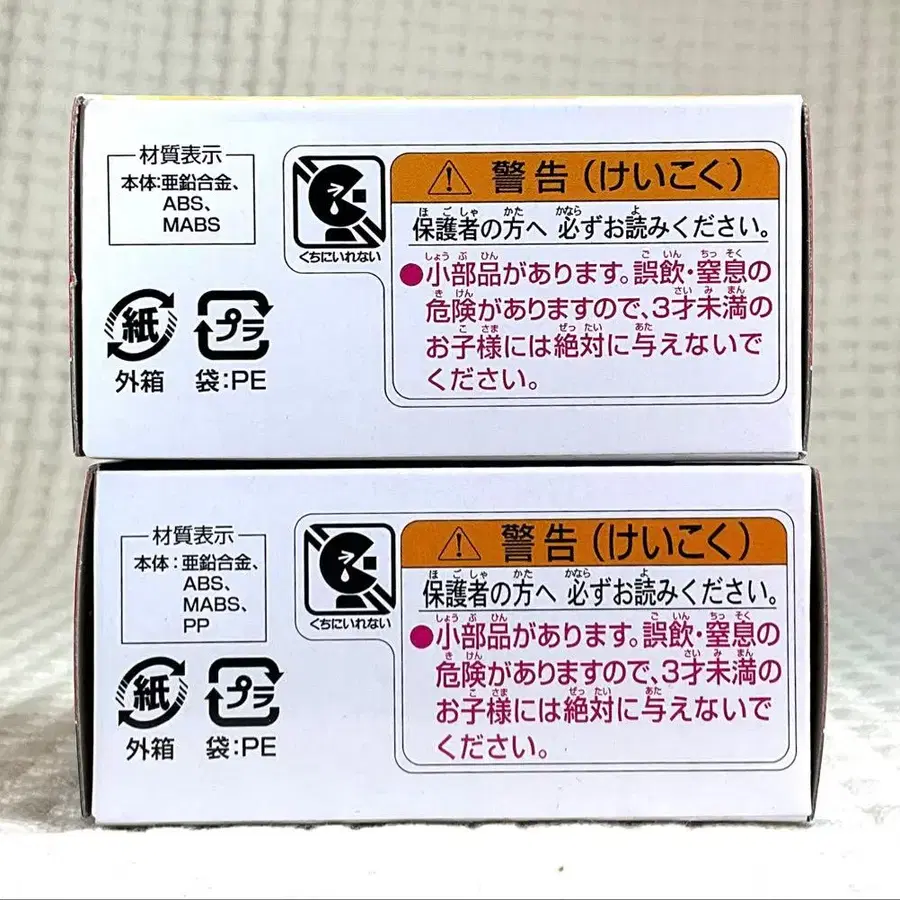 材質表示
本体:亜鉛合金、
ABS、
MABS
紙
外箱
プラ
袋:PE
くちにいれない
警告(けいこく)
ほごしゃ かた かなら よ
保護者の方へ 必ずお読みください。
しょうぶひん ごいん ちっそく
●小部品があります。誤飲・窒息の
きけん さいみまん
危険がありますので、3才未満の
こさま ぜったい あた
お子様には絶対に与えないで
ください。
材質表示
本体:亜鉛合金、
ABS、
MABS、
PP
紙
外箱
プラ
袋:PE
くちにいれない
警告(けいこく)
ほごしゃ かた かなら よ
保護者の方へ 必ずお読みください。
しょうぶひん ごいん ちっそく
●小部品があります。誤飲・窒息の
きけん さいみまん
危険がありますので、3才未満の
こさま ぜったい あた
お子様には絶対に与えないで
ください。